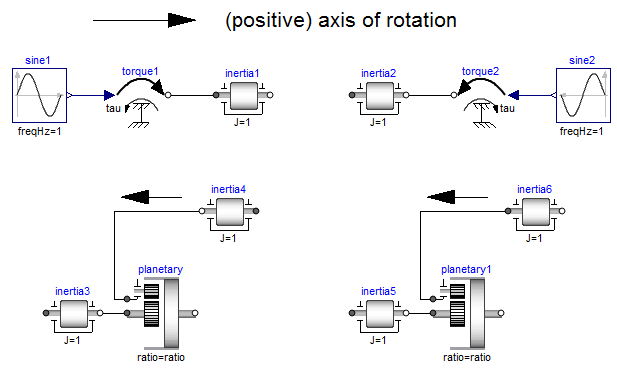 (positive) axis of rotation
sine1
torque1
inertia1
inertia2
torque2
sine2
tau
tau
freqHz=1
J=1
J=1
freqHz=1
inertia4
inertia6
J=1
J=1
planetary
planetary1
inertia3
inertia5
J=1
J=1
ratio=ratio
ratio=ratio